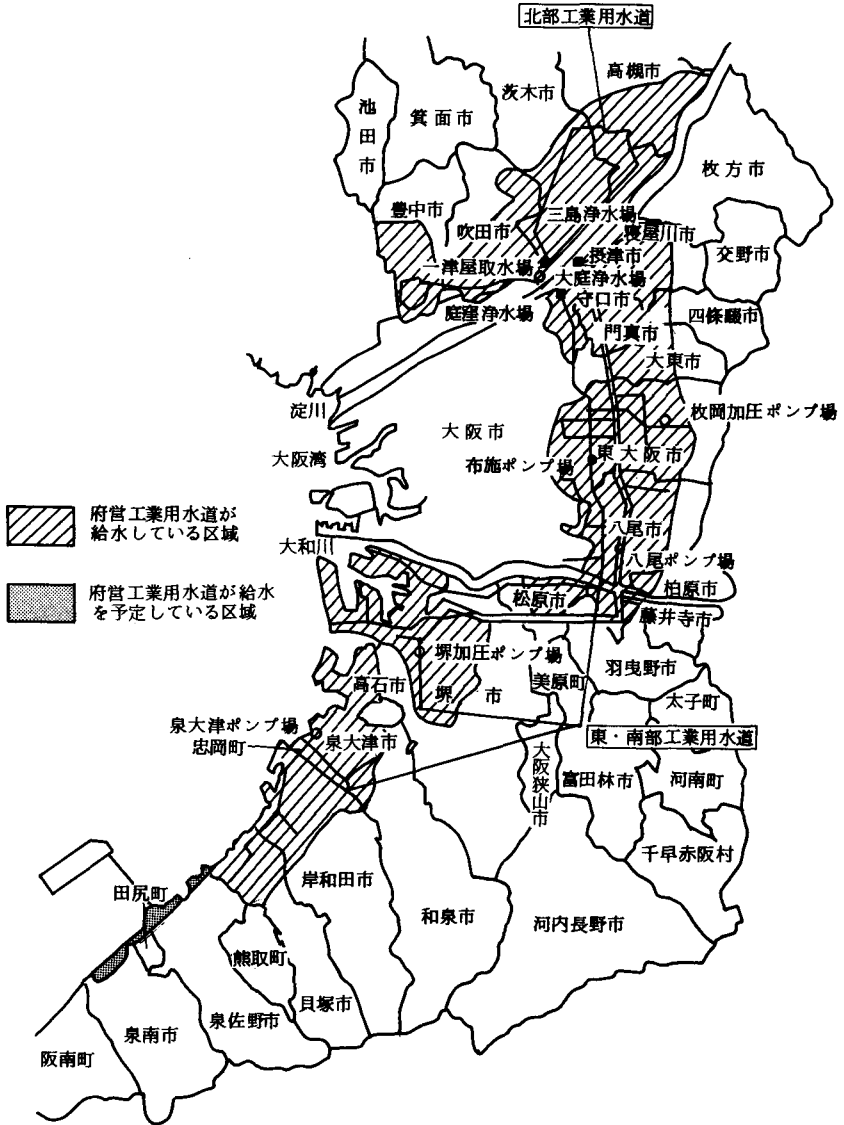 北部工業用水道
高槻市
茨木市
池田市
箕面市
枚方市
豊中市
三島浄水場
吹田市
寝屋川市
摂津市
交野市
一津屋取水場
大庭浄水場
守口市
庭窪浄水場
四條畷市
門真市
大東市
淀川
大阪市
枚岡加圧ポンプ場
大阪湾
布施ポンプ場
東大阪市
府営工業用水道が
給水している区域
八尾市
大和川
八尾ポンプ場
柏原市
府営工業用水道が給水
を予定している区域
松原市
藤井寺市
堺加圧ポンプ場
羽曳野市
高石市
美原町
堺市
太子町
泉大津ポンプ場
忠岡町
泉大津市
東・南部工業用水道
大阪狭山市
富田林市
河南町
千早赤阪村
岸和田市
田尻町
和泉市
河内長野市
熊取町
貝塚市
泉佐野市
泉南市
阪南町